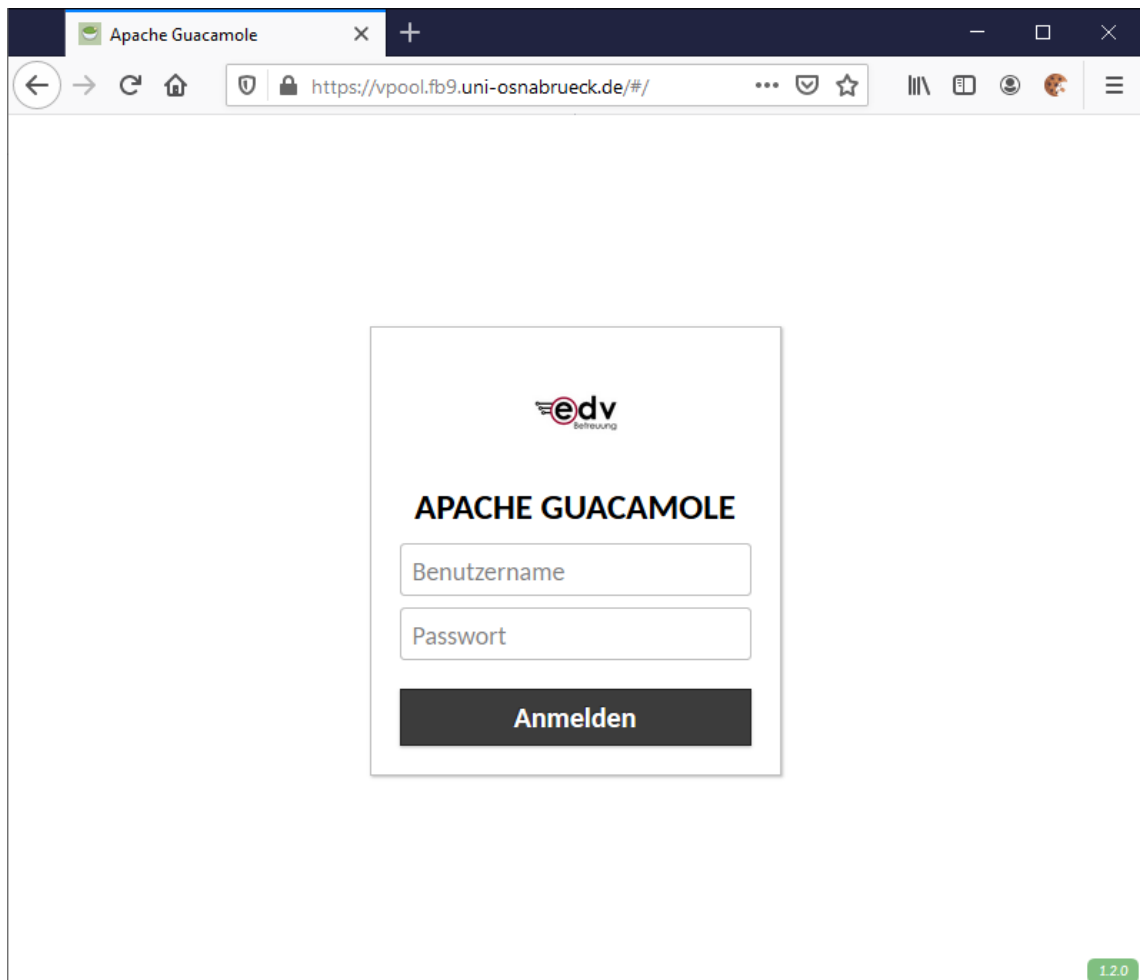 Apache Guacamole
https://vpool.fb9.uni-osnabrueck.de/#/
edv
Betreuung
APACHE GUACAMOLE
Benutzername
Passwort
Anmelden
1.2.0